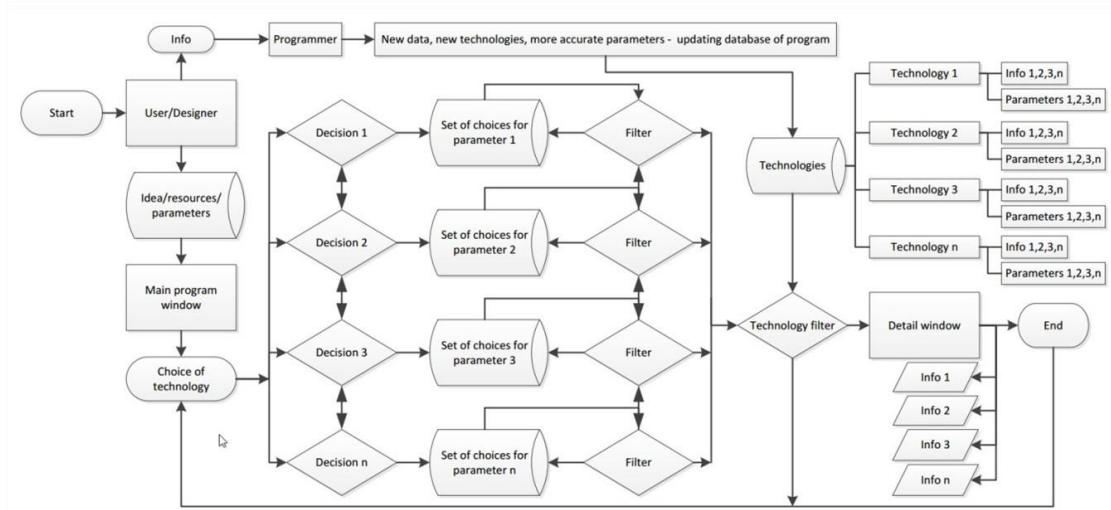 Info
Programmer
New data, new technologies, more accurate parameters - updating database of program
Start
User/Designer
Idea/resources/
parameters
Main program
window
Choice of
technology
Decision 1
Set of choices for
parameter 1
Filter
Decision 2
Set of choices for
parameter 2
Filter
Decision 3
Set of choices for
parameter 3
Filter
Decision n
Set of choices for
parameter n
Filter
Technologies
Technology 1
Info 1,2,3,n
Parameters 1,2,3,n
Technology 2
Info 1,2,3,n
Parameters 1,2,3,n
Technology 3
Info 1,2,3,n
Parameters 1,2,3,n
Technology n
Info 1,2,3,n
Parameters 1,2,3,n
Technology filter
Detail window
End
Info 1
Info 2
Info 3
Info n